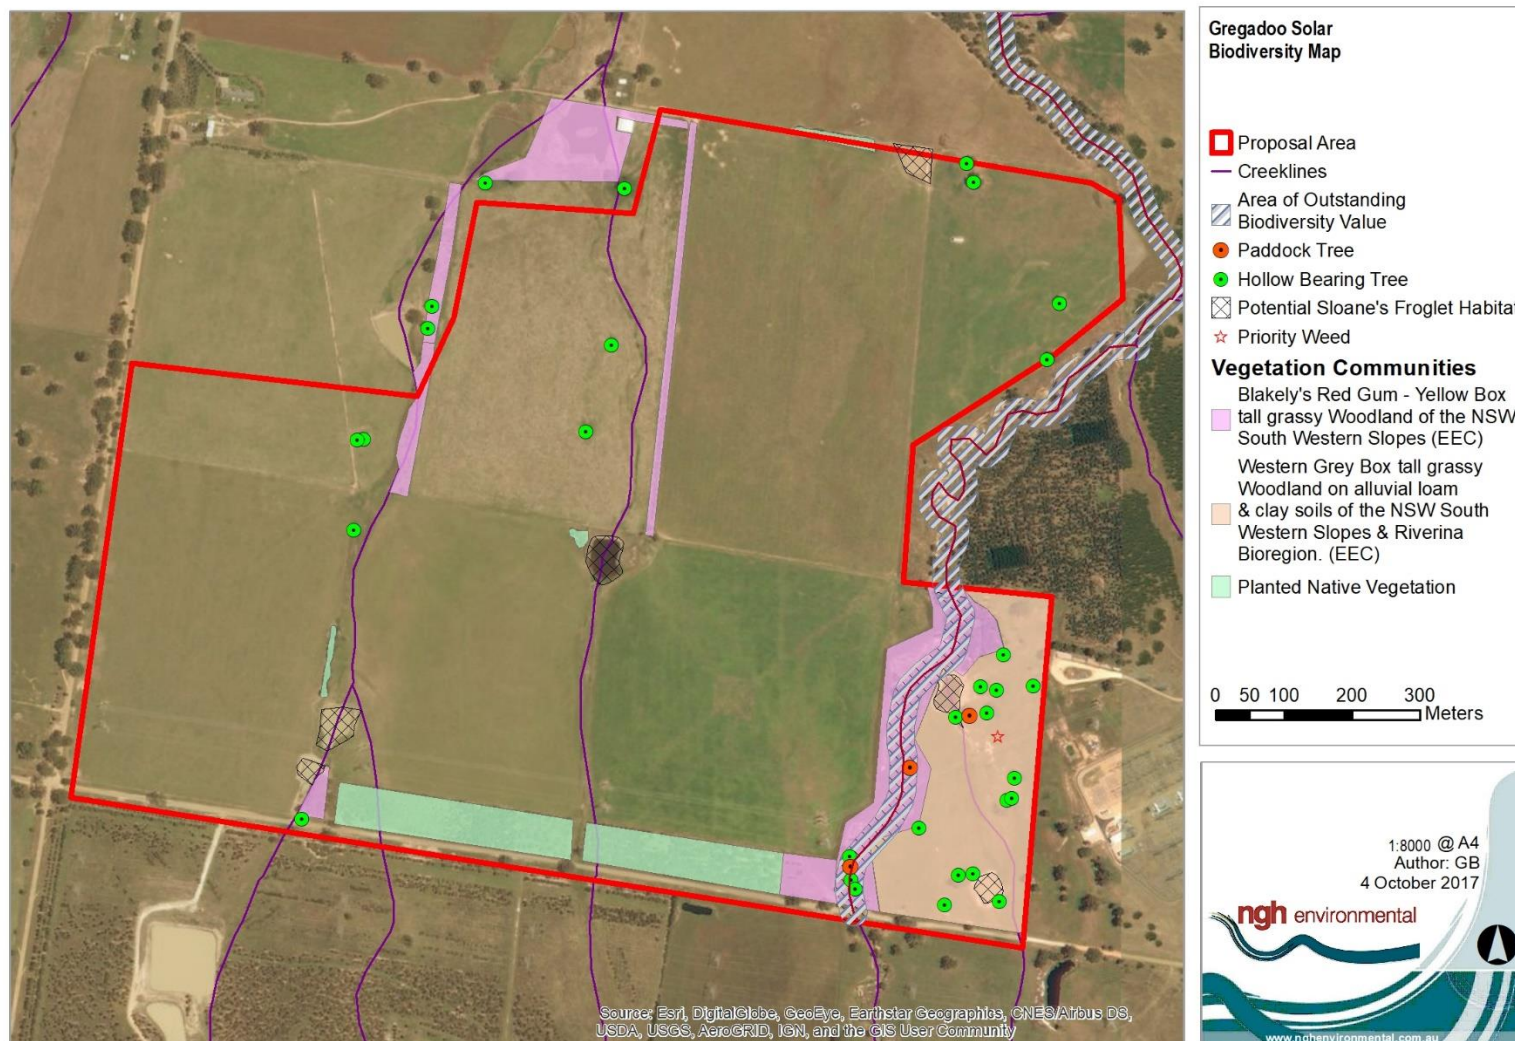 Gregadoo Solar
Biodiversity Map
Proposal Area
Creeklines
Area of Outstanding
Biodiversity Value
Paddock Tree
Hollow Bearing Tree
Potential Sloane's Froglet Habitat
Priority Weed
Vegetation Communities
Blakely's Red Gum - Yellow Box
tall grassy Woodland of the NSW
South Western Slopes (EEC)
Western Grey Box tall grassy
Woodland on alluvial loam
& clay soils of the NSW South
Western Slopes & Riverina
Bioregion. (EEC)
Planted Native Vegetation
0 50 100 200 300
Meters
1:8000 @ A4
Author: GB
4 October 2017
ngh environmental
www.nghenvironmental.com.au
Source: Esri, DigitalGlobe, GeoEye, Earthstar Geographics, CNES/Airbus DS,
USDA, USGS, AeroGRID, IGN, and the GIS User Community